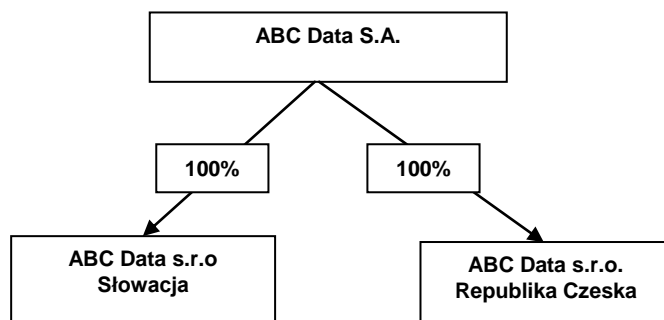 ABC Data S.A.
100%
100%
ABC Data s.r.o
Słowacja
ABC Data s.r.o.
Republika Czeska